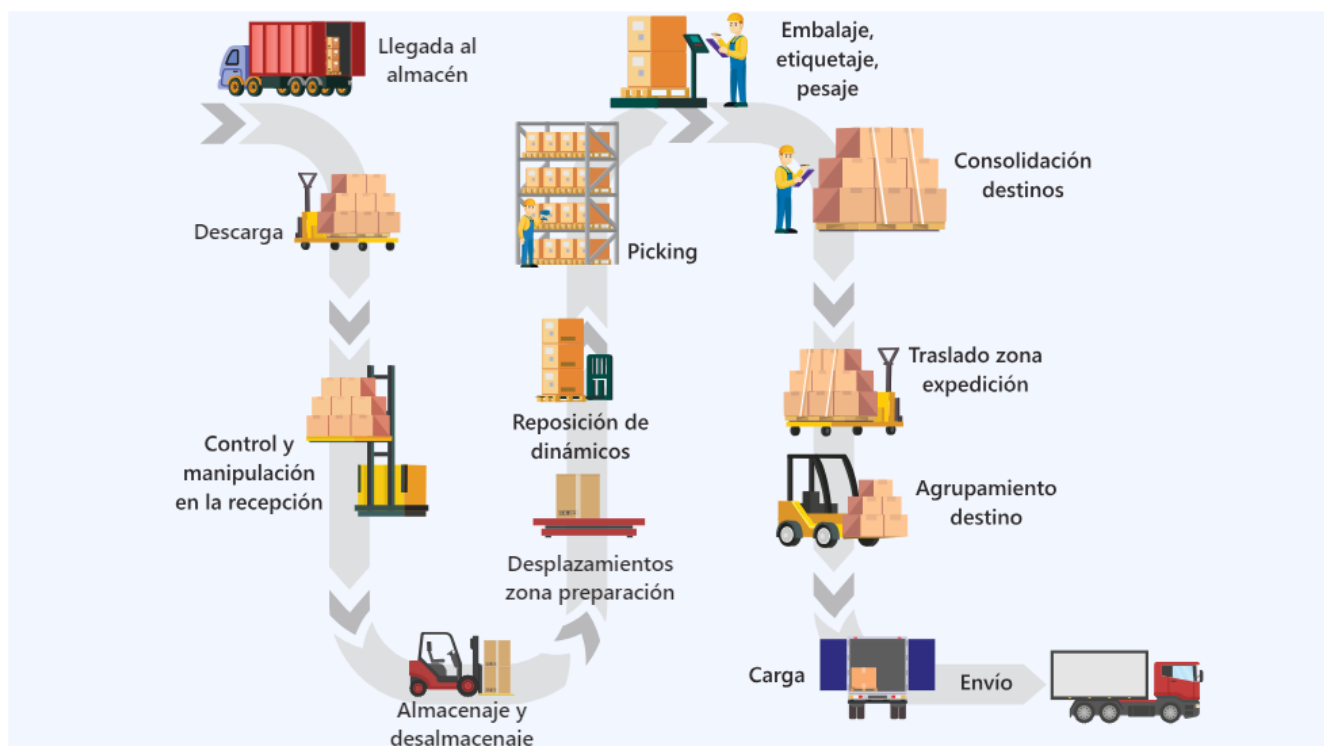 Llegada al
almacén
Descarga
Control y
manipulación
en la recepción
Almacenaje y
desalmacenaje
Desplazamientos
zona preparación
Reposición de
dinámicos
Picking
Embalaje,
etiquetaje,
pesaje
Consolidación
destinos
Traslado zona
expedición
Agrupamiento
destino
Carga
Envío